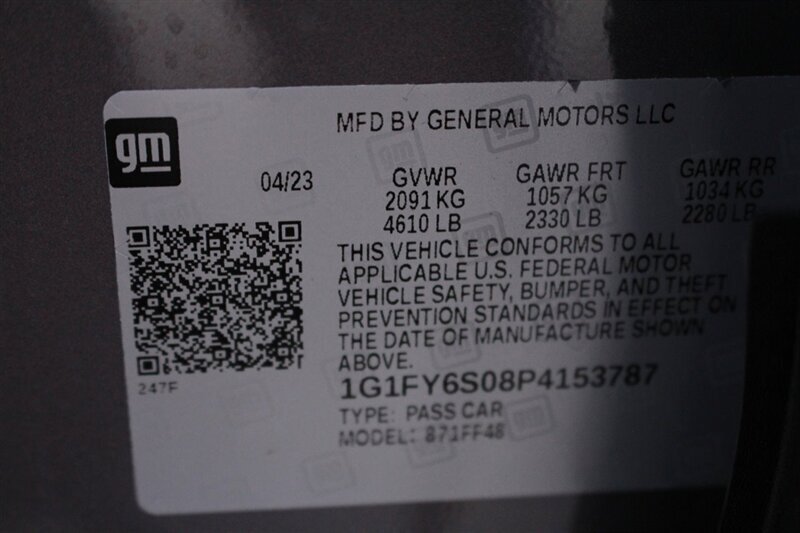 MFD BY GENERAL MOTORS LLC
gm
04/23
GVWR GAWR FRT GAWR RR
2091 KG 1057 KG 1034 KG
4610 LB 2330 LB 2280 LB
THIS VEHICLE CONFORMS TO ALL
APPLICABLE U.S. FEDERAL MOTOR
VEHICLE SAFETY, BUMPER, AND THEFT
PREVENTION STANDARDS IN EFFECT ON
THE DATE OF MANUFACTURE SHOWN
ABOVE.
247F
1G1FY6S08P4153787
TYPE: PASS CAR
MODEL: 871FF48